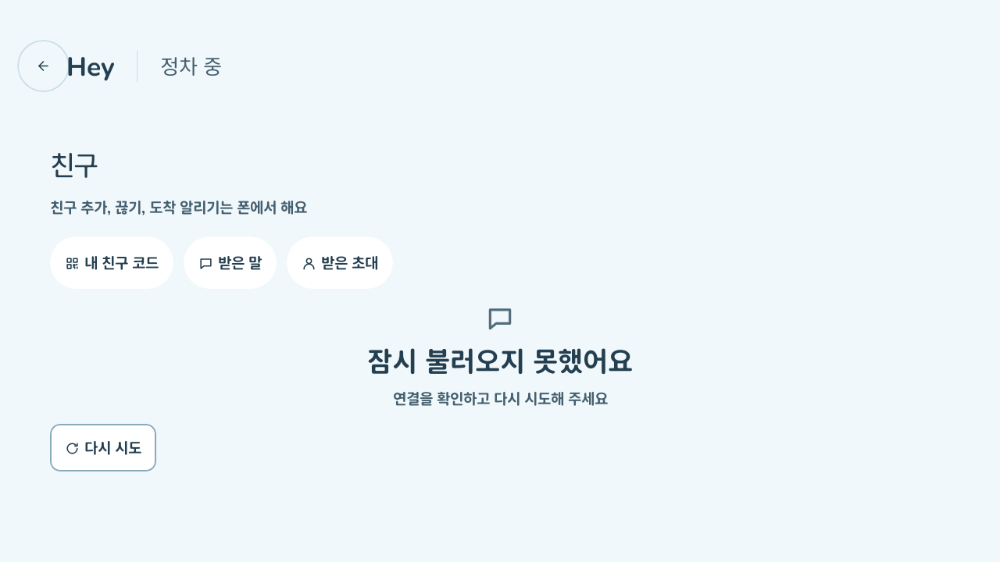 Hey
정차 중
친구
친구 추가, 끊기, 도착 알리기는 폰에서 해요
내 친구 코드
받은 말
받은 초대
잠시 불러오지 못했어요
연결을 확인하고 다시 시도해 주세요
다시 시도